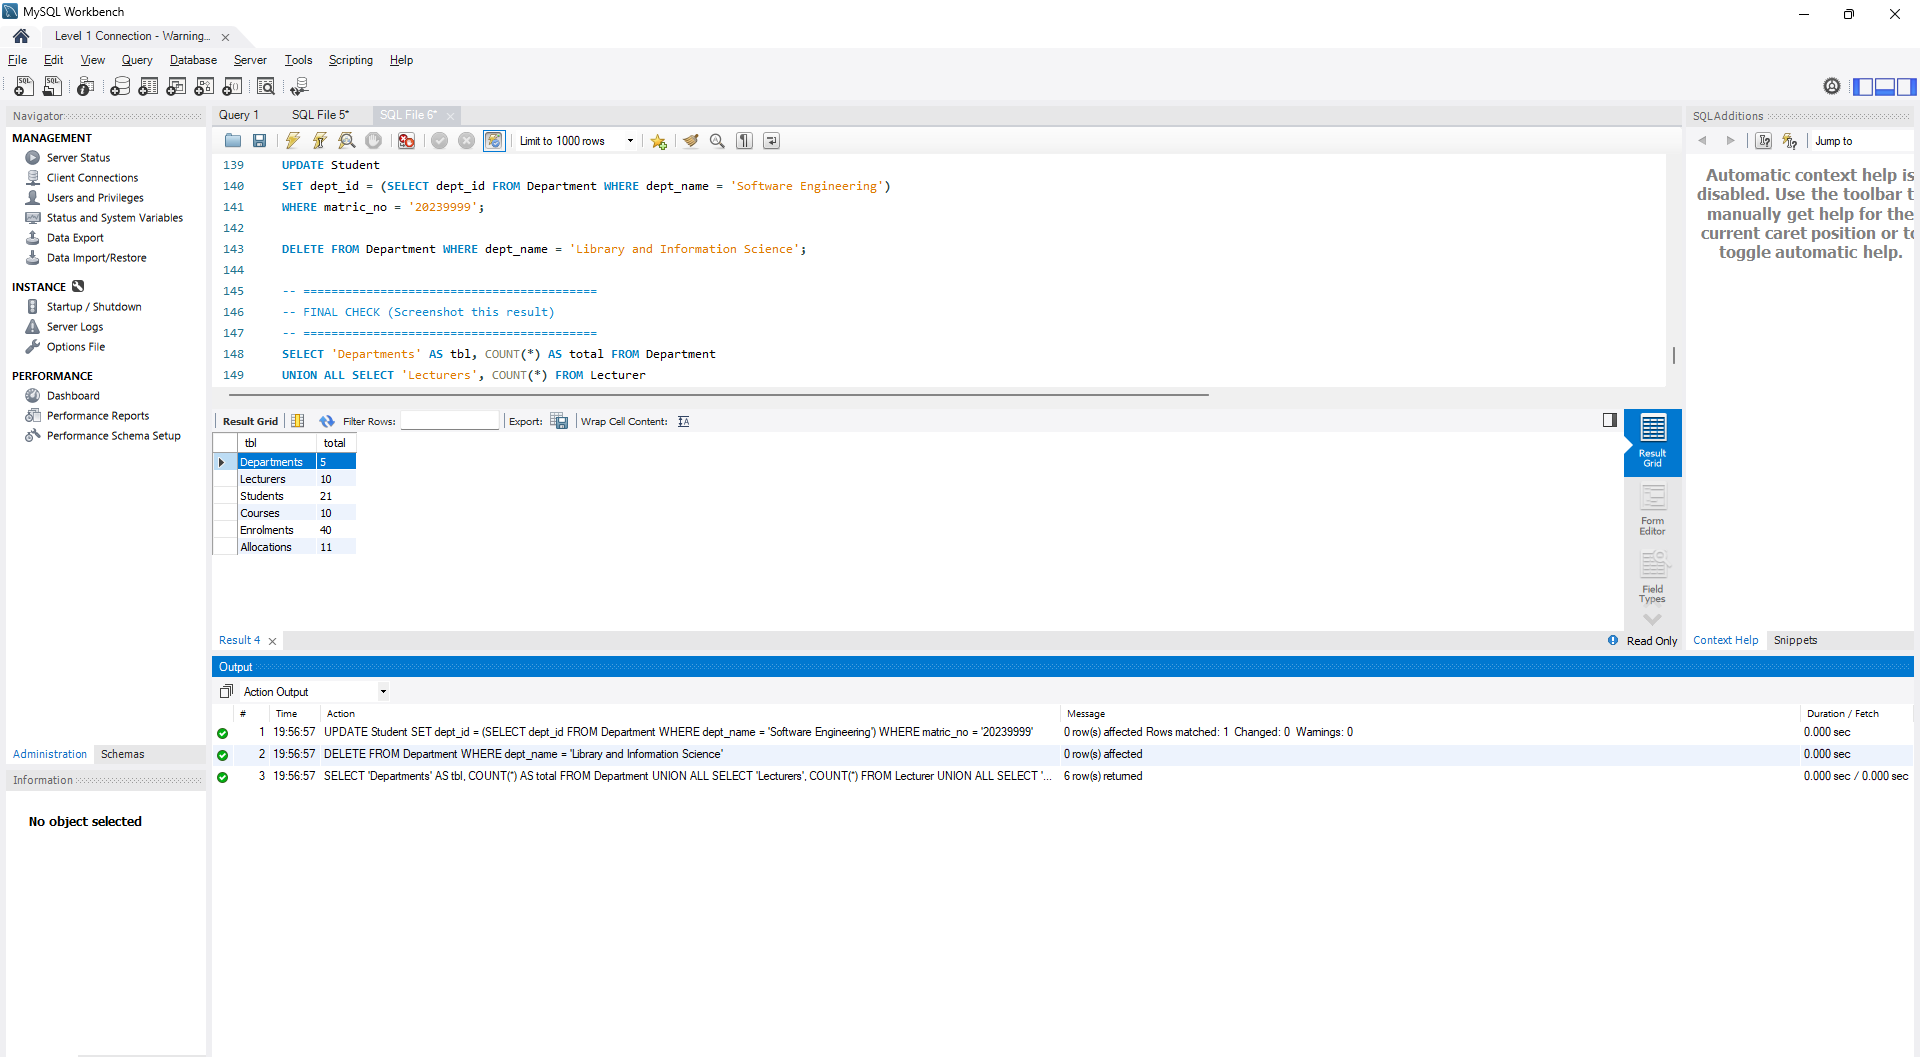 MySQL Workbench
Level 1 Connection - Warning...
File Edit View Query Database Server Tools Scripting Help
Navigator
MANAGEMENT
Server Status
Client Connections
Users and Privileges
Status and System Variables
Data Export
Data Import/Restore
INSTANCE
Startup / Shutdown
Server Logs
Options File
PERFORMANCE
Dashboard
Performance Reports
Performance Schema Setup
Administration Schemas
Information
No object selected
Query 1 SQL File 5* SQL File 6*
Limit to 1000 rows
139 UPDATE Student
140 SET dept_id = (SELECT dept_id FROM Department WHERE dept_name = 'Software Engineering')
141 WHERE matric_no = '20239999';
142
143 DELETE FROM Department WHERE dept_name = 'Library and Information Science';
144
145 -- ==========================================
146 -- FINAL CHECK (Screenshot this result)
147 -- ==========================================
148 SELECT 'Departments' AS tbl, COUNT(*) AS total FROM Department
149 UNION ALL SELECT 'Lecturers', COUNT(*) FROM Lecturer
Result Grid Filter Rows: Export: Wrap Cell Content:
tbl total
Departments 5
Lecturers 10
Students 21
Courses 10
Enrolments 40
Allocations 11
Result Grid
Form Editor
Field Types
Result 4
Read Only
SQLAdditions
Jump to
Automatic context help is
disabled. Use the toolbar t
manually get help for the
current caret position or to
toggle automatic help.
Context Help Snippets
Output
Action Output
# Time Action Message Duration / Fetch
1 19:56:57 UPDATE Student SET dept_id = (SELECT dept_id FROM Department WHERE dept_name = 'Software Engineering') WHERE matric_no = '20239999' 0 row(s) affected Rows matched: 1 Changed: 0 Warnings: 0 0.000 sec
2 19:56:57 DELETE FROM Department WHERE dept_name = 'Library and Information Science' 0 row(s) affected 0.000 sec
3 19:56:57 SELECT 'Departments' AS tbl, COUNT(*) AS total FROM Department UNION ALL SELECT 'Lecturers', COUNT(*) FROM Lecturer UNION ALL SELECT '... 6 row(s) returned 0.000 sec / 0.000 sec